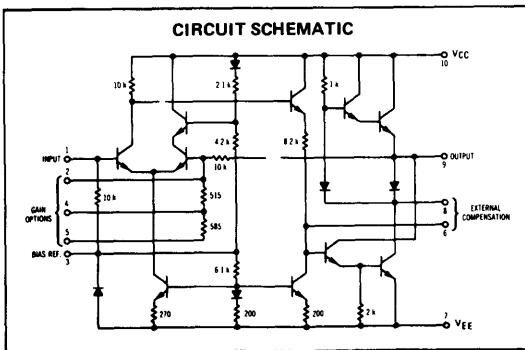 CIRCUIT SCHEMATIC
VCC
10
10 k
2.1 k
1 k
4.2 k
8.2 k
1
INPUT
10 k
OUTPUT
9
2
GAIN OPTIONS
10 k
515
4
585
5
8
EXTERNAL COMPENSATION
6
BIAS REF.
3
6.1 k
270
200
200
2 k
7
VEE